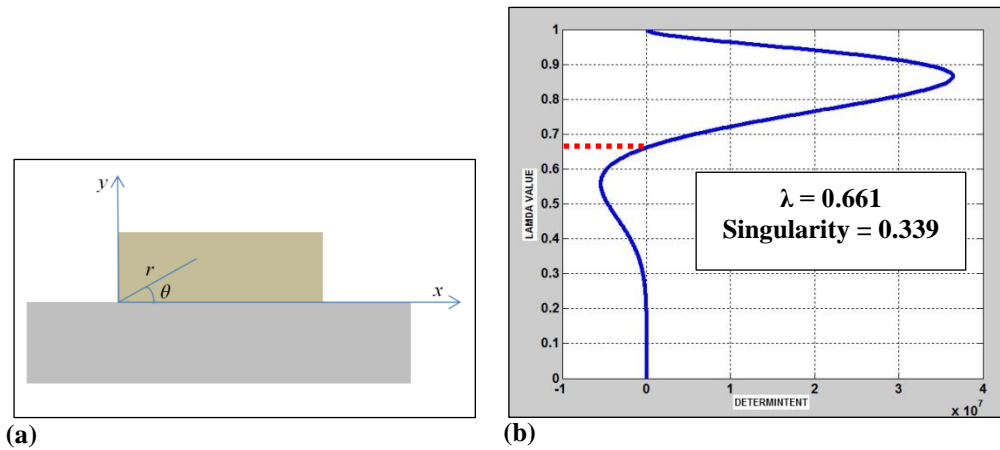 y
r
θ
x
(a)
1
0.9
0.8
0.7
0.6
0.5
0.4
0.3
0.2
0.1
0
LAMDA VALUE
λ = 0.661
Singularity = 0.339
-1 0 1 2 3 4
DETERMINTENT
x 10^7
(b)